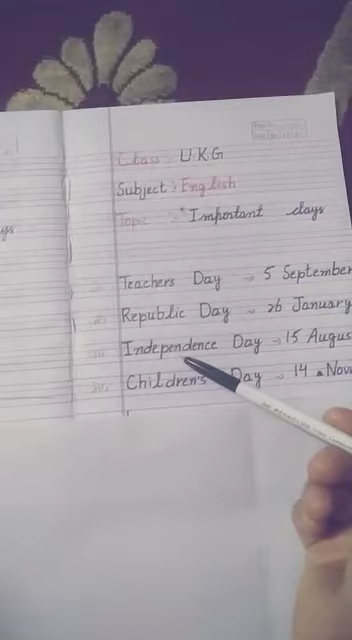 Class : U.K.G
Subject : English
Topic : Important days
Teachers Day → 5 September
Republic Day → 26 January
Independence Day → 15 Augus
Children's Day → 14 Nov